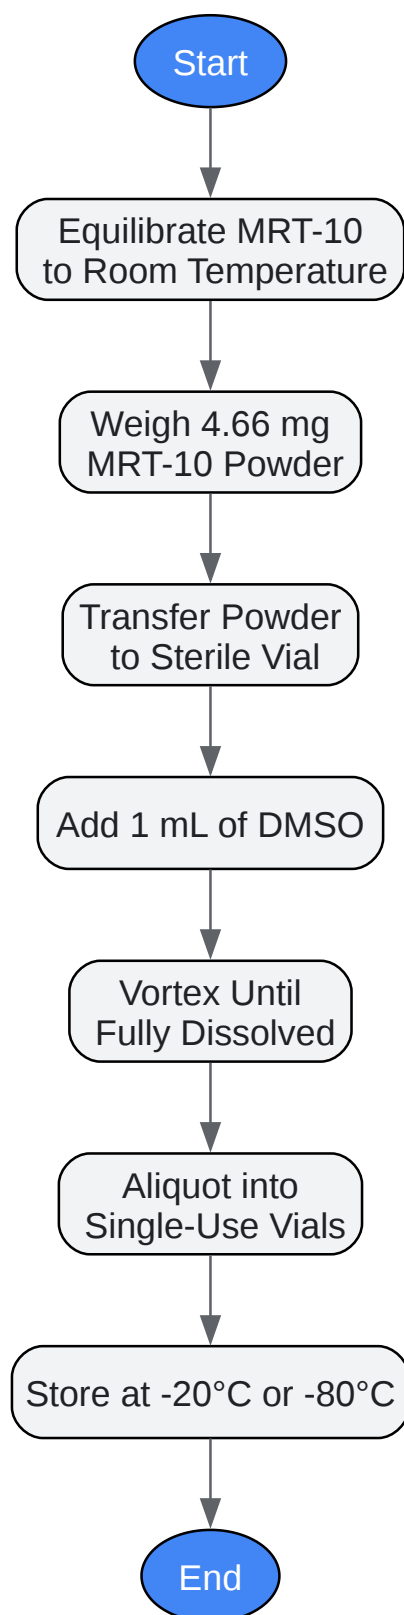 Start
Equilibrate MRT-10
to Room Temperature
Weigh 4.66 mg
MRT-10 Powder
Transfer Powder
to Sterile Vial
Add 1 mL of DMSO
Vortex Until
Fully Dissolved
Aliquot into
Single-Use Vials
Store at -20°C or -80°C
End